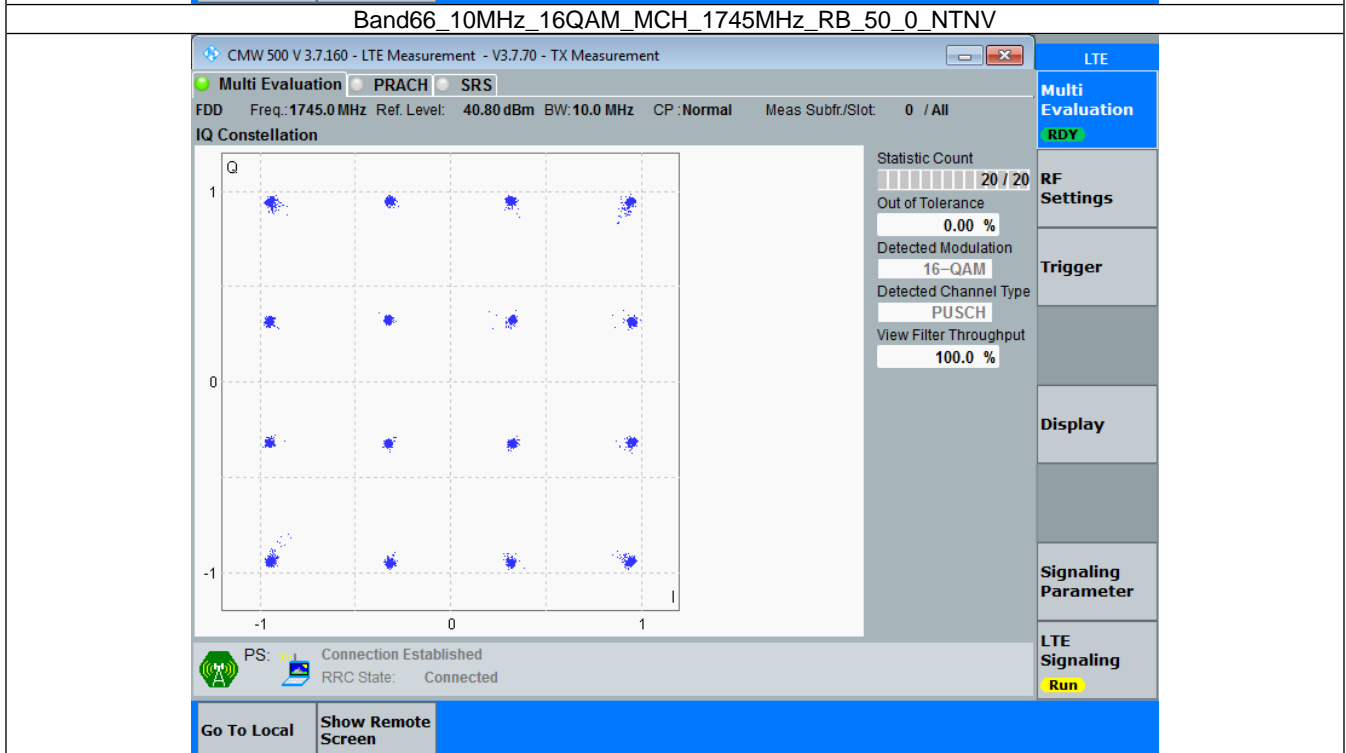 Band66_10MHz_16QAM_MCH_1745MHz_RB_50_0_NTNV
CMW 500 V 3.7.160 - LTE Measurement - V3.7.70 - TX Measurement
LTE
Multi Evaluation PRACH SRS
FDD Freq.:1745.0 MHz Ref. Level: 40.80 dBm BW:10.0 MHz CP :Normal Meas Subfr./Slot: 0 / All
IQ Constellation
Q
1
0
-1
-1 0 1
I
Statistic Count
20 / 20
Out of Tolerance
0.00 %
Detected Modulation
16-QAM
Detected Channel Type
PUSCH
View Filter Throughput
100.0 %
Multi
Evaluation
RDY
RF
Settings
Trigger
Display
Signaling
Parameter
LTE
Signaling
Run
PS: Connection Established
RRC State: Connected
Go To Local
Show Remote
Screen